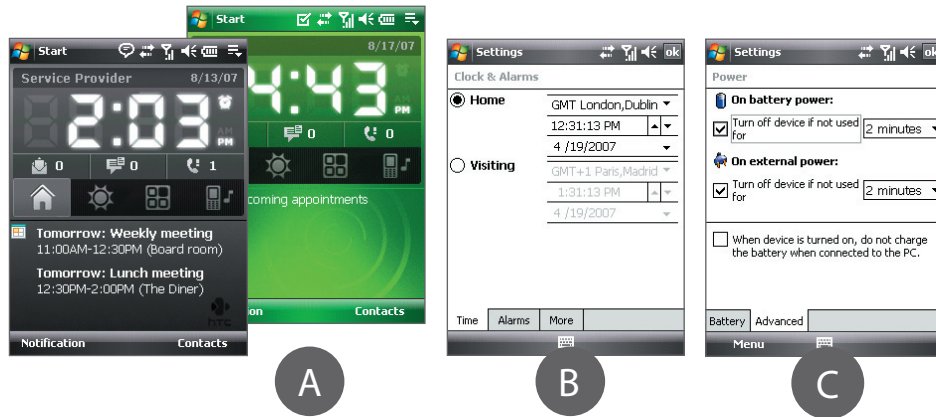 Start
8/17/07
4:43
PM
0
0
coming appointments
on
Contacts
Start
Service Provider
8/13/07
2:03
AM
PM
0
0
1
Tomorrow: Weekly meeting
11:00AM-12:30PM (Board room)
Tomorrow: Lunch meeting
12:30PM-2:00PM (The Diner)
hTC
Notification
Contacts
A
Settings
ok
Clock & Alarms
Home
GMT London,Dublin
12:31:13 PM
4 /19/2007
Visiting
GMT+1 Paris,Madrid
1:31:13 PM
4 /19/2007
Time
Alarms
More
B
Settings
ok
Power
On battery power:
Turn off device if not used
for
2 minutes
On external power:
Turn off device if not used
for
2 minutes
When device is turned on, do not charge
the battery when connected to the PC.
Battery
Advanced
Menu
C